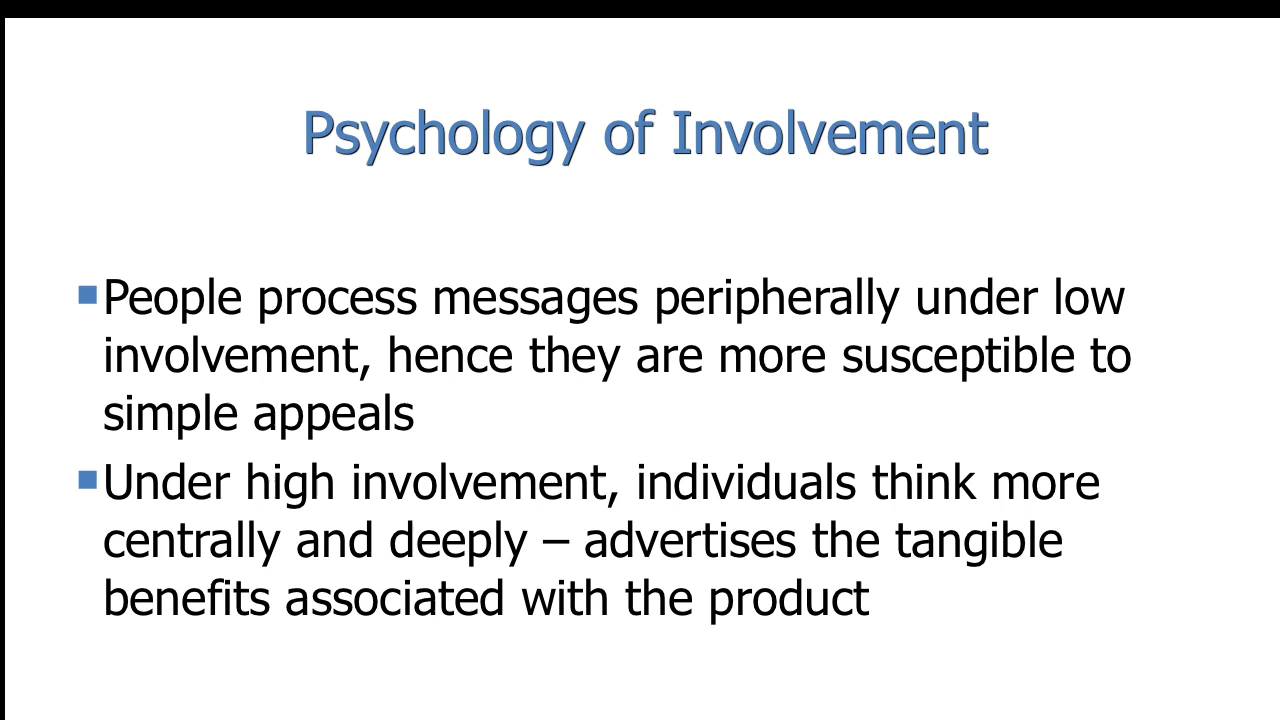 Psychology of Involvement
People process messages peripherally under low
involvement, hence they are more susceptible to
simple appeals
Under high involvement, individuals think more
centrally and deeply – advertises the tangible
benefits associated with the product